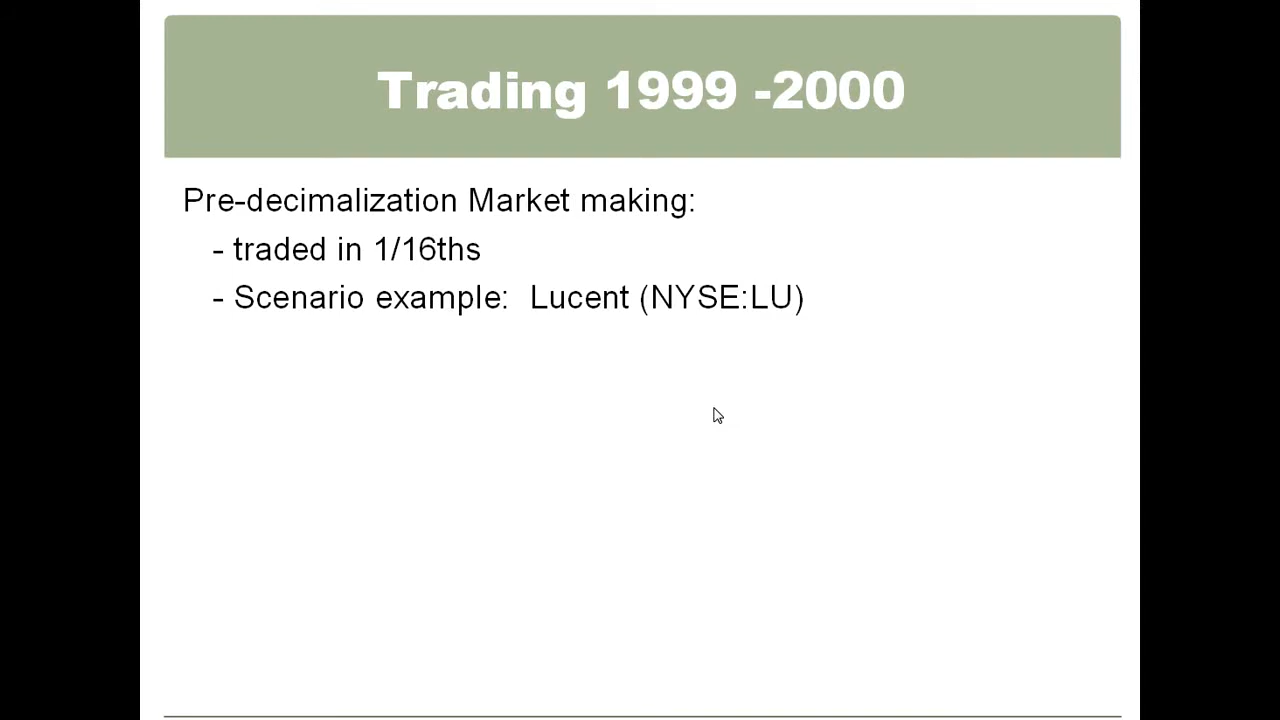 Trading 1999 -2000
Pre-decimalization Market making:
- traded in 1/16ths
- Scenario example: Lucent (NYSE:LU)